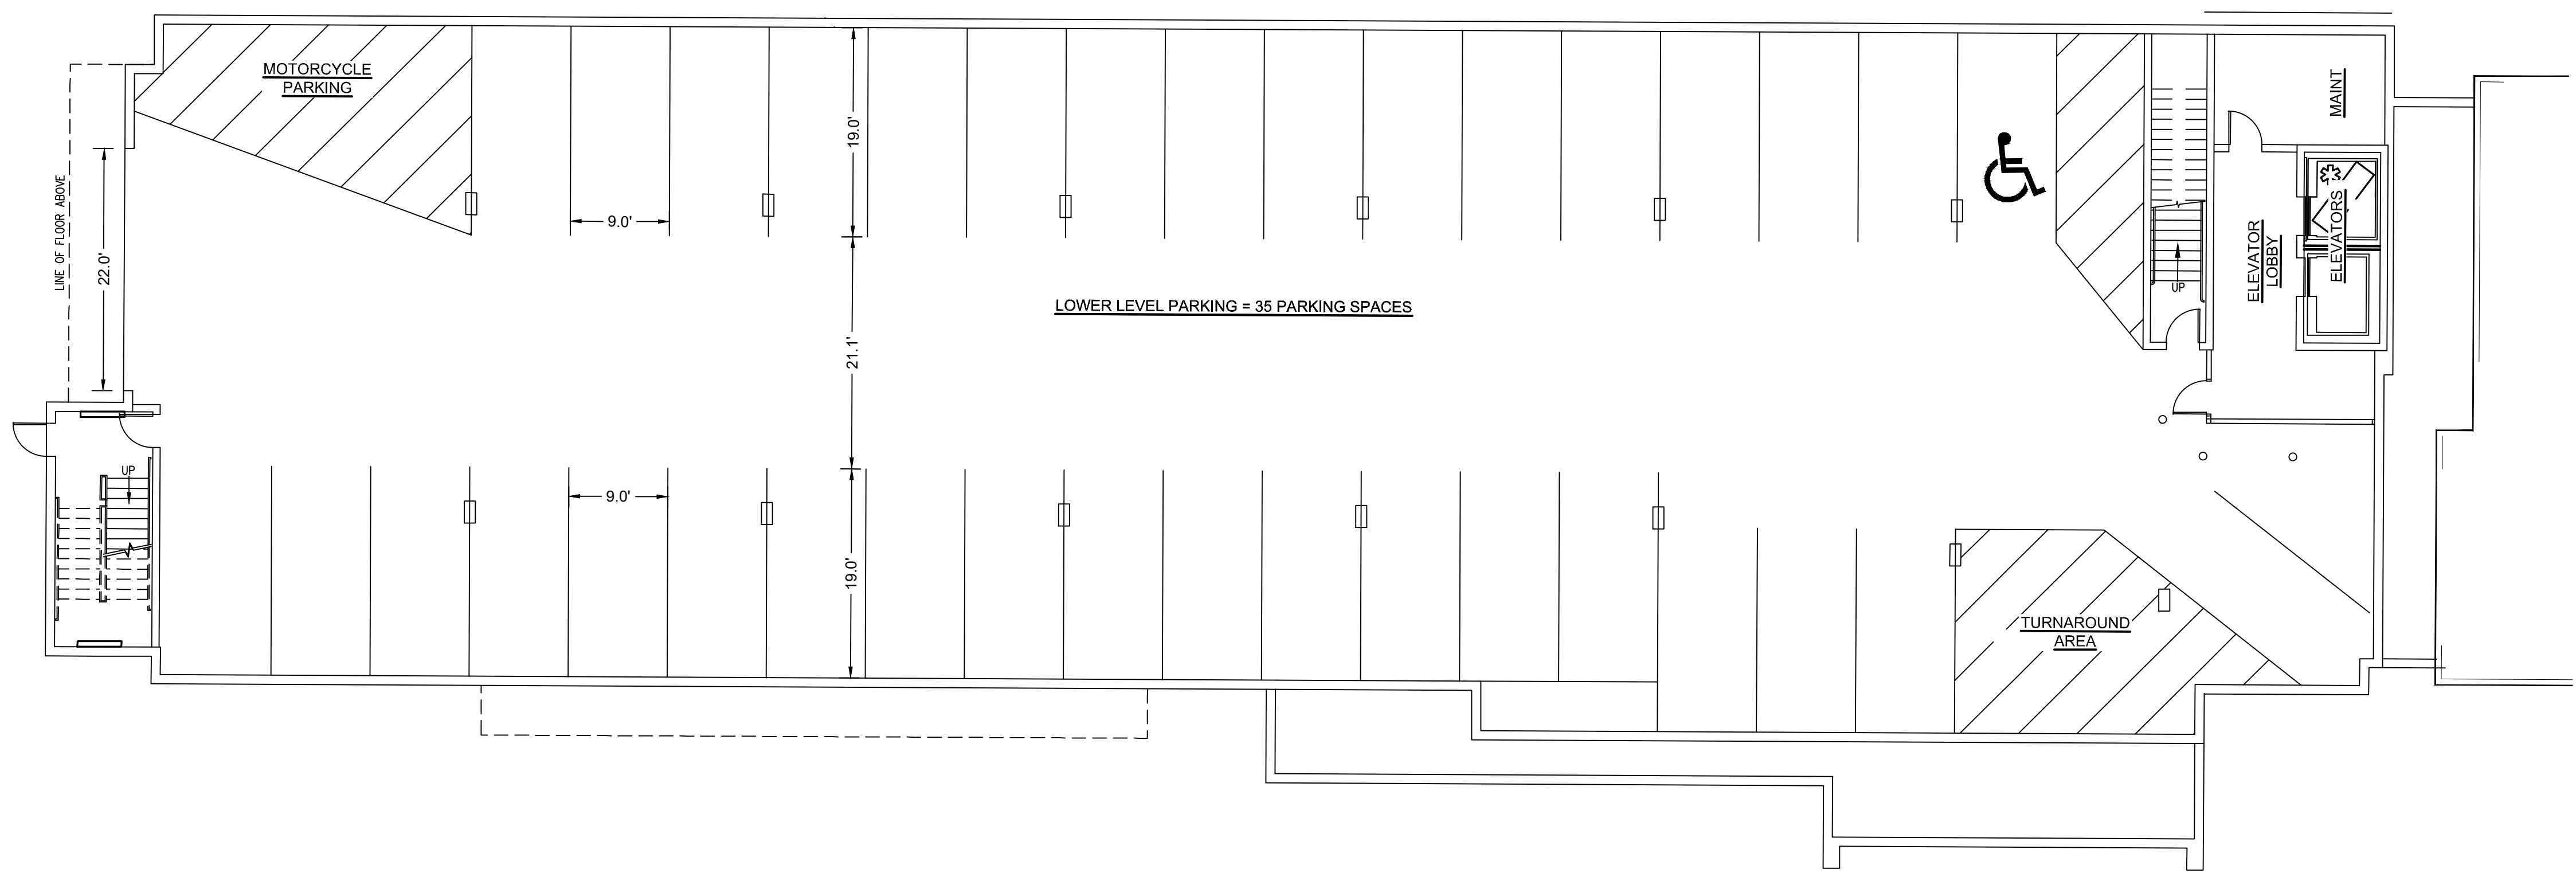 MOTORCYCLE
PARKING
MAINT
19.0'
LINE OF FLOOR ABOVE
22.0'
9.0'
ELEVATORS
ELEVATOR
LOBBY
UP
LOWER LEVEL PARKING = 35 PARKING SPACES
21.1'
UP
9.0'
19.0'
TURNAROUND
AREA